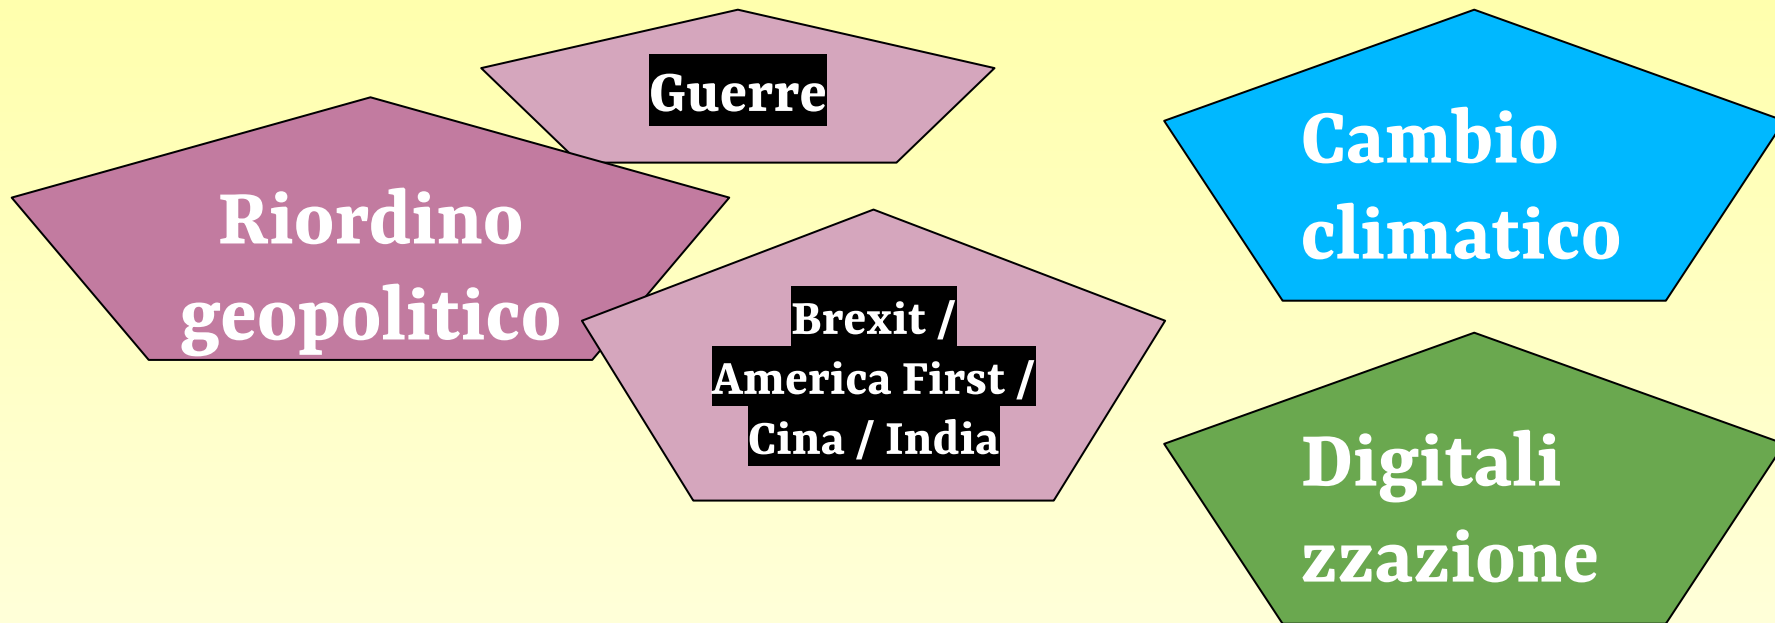 Guerre
Riordino
geopolitico
Brexit /
America First /
Cina / India
Cambio
climatico
Digitali
zzazione